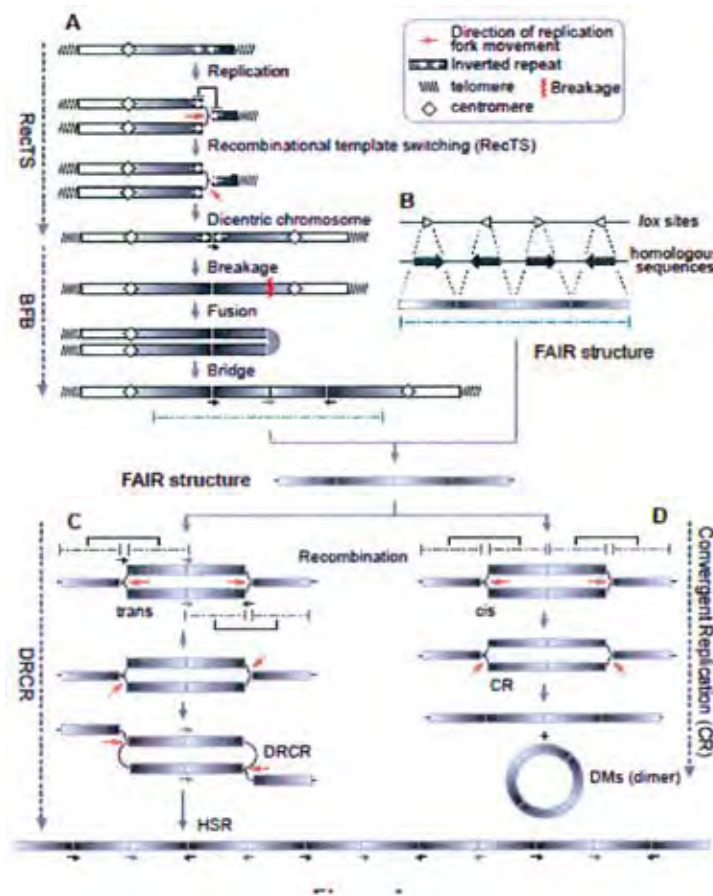 A
Direction of replication
fork movement
Inverted repeat
telomere
Breakage
centromere
Replication
RecTS
Recombinational template switching (RecTS)
B
lox sites
Dicentric chromosome
homologous
sequences
Breakage
BFB
Fusion
FAIR structure
Bridge
FAIR structure
C
D
Recombination
trans
cis
CR
DRCR
DRCR
Convergent Replication (CR)
+
DMs (dimer)
HSR